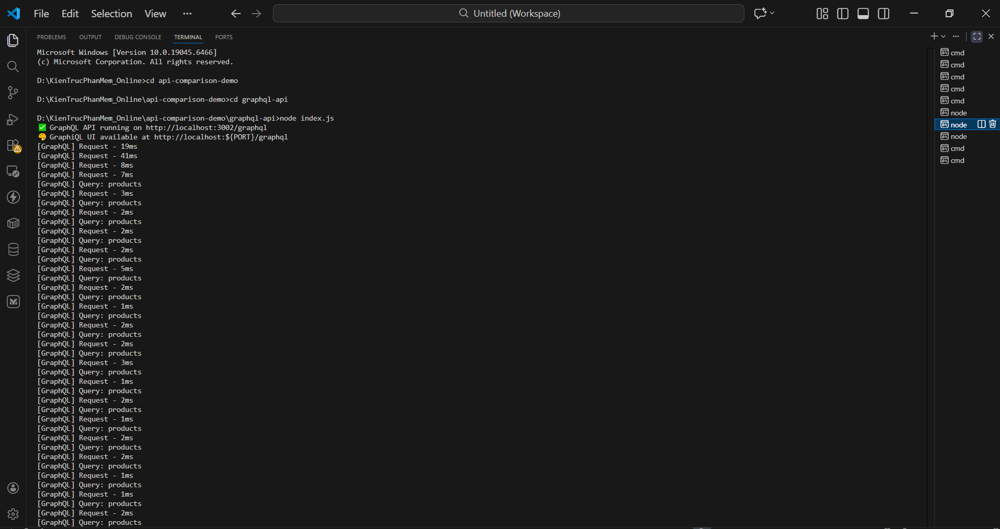 File Edit Selection View ··· Untitled (Workspace)
PROBLEMS OUTPUT DEBUG CONSOLE TERMINAL PORTS
Microsoft Windows [Version 10.0.19045.6466]
(c) Microsoft Corporation. All rights reserved.
D:\KienTrucPhanMem_Online>cd api-comparison-demo
D:\KienTrucPhanMem_Online\api-comparison-demo>cd graphql-api
D:\KienTrucPhanMem_Online\api-comparison-demo\graphql-api>node index.js
✅ GraphQL API running on http://localhost:3002/graphql
🎨 GraphiQL UI available at http://localhost:${PORT}/graphql
[GraphQL] Request - 19ms
[GraphQL] Request - 41ms
[GraphQL] Request - 8ms
[GraphQL] Request - 7ms
[GraphQL] Query: products
[GraphQL] Request - 3ms
[GraphQL] Query: products
[GraphQL] Request - 2ms
[GraphQL] Query: products
[GraphQL] Request - 2ms
[GraphQL] Query: products
[GraphQL] Request - 2ms
[GraphQL] Query: products
[GraphQL] Request - 5ms
[GraphQL] Query: products
[GraphQL] Request - 2ms
[GraphQL] Query: products
[GraphQL] Request - 1ms
[GraphQL] Query: products
[GraphQL] Request - 2ms
[GraphQL] Query: products
[GraphQL] Request - 2ms
[GraphQL] Query: products
[GraphQL] Request - 3ms
[GraphQL] Query: products
[GraphQL] Request - 1ms
[GraphQL] Query: products
[GraphQL] Request - 2ms
[GraphQL] Query: products
[GraphQL] Request - 1ms
[GraphQL] Query: products
[GraphQL] Request - 2ms
[GraphQL] Query: products
[GraphQL] Request - 2ms
[GraphQL] Query: products
[GraphQL] Request - 1ms
[GraphQL] Query: products
[GraphQL] Request - 1ms
[GraphQL] Query: products
[GraphQL] Request - 2ms
[GraphQL] Query: products
cmd
cmd
cmd
cmd
cmd
node
node
node
cmd
cmd